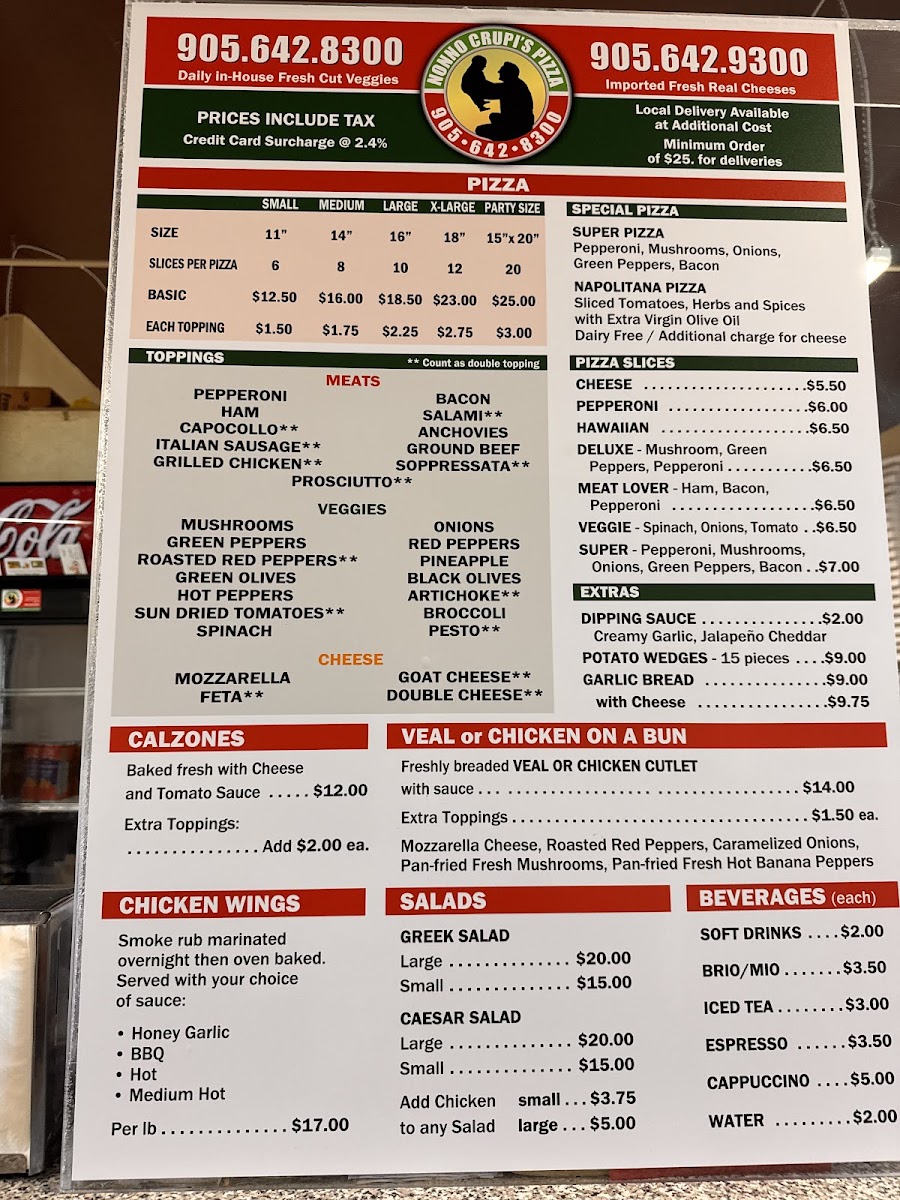 905.642.8300
Daily in-House Fresh Cut Veggies
PRICES INCLUDE TAX
Credit Card Surcharge @ 2.4%
NONNO CRUPI'S PIZZA
905•642•8300
905.642.9300
Imported Fresh Real Cheeses
Local Delivery Available
at Additional Cost
Minimum Order
of $25. for deliveries
PIZZA
SMALL MEDIUM LARGE X-LARGE PARTY SIZE
SIZE 11” 14” 16” 18” 15”x 20”
SLICES PER PIZZA 6 8 10 12 20
BASIC $12.50 $16.00 $18.50 $23.00 $25.00
EACH TOPPING $1.50 $1.75 $2.25 $2.75 $3.00
TOPPINGS ** Count as double topping
MEATS
PEPPERONI BACON
HAM SALAMI**
CAPOCOLLO** ANCHOVIES
ITALIAN SAUSAGE** GROUND BEEF
GRILLED CHICKEN** SOPPRESSATA**
PROSCIUTTO**
VEGGIES
MUSHROOMS ONIONS
GREEN PEPPERS RED PEPPERS
ROASTED RED PEPPERS** PINEAPPLE
GREEN OLIVES BLACK OLIVES
HOT PEPPERS ARTICHOKE**
SUN DRIED TOMATOES** BROCCOLI
SPINACH PESTO**
CHEESE
MOZZARELLA GOAT CHEESE**
FETA** DOUBLE CHEESE**
SPECIAL PIZZA
SUPER PIZZA
Pepperoni, Mushrooms, Onions,
Green Peppers, Bacon
NAPOLITANA PIZZA
Sliced Tomatoes, Herbs and Spices
with Extra Virgin Olive Oil
Dairy Free / Additional charge for cheese
PIZZA SLICES
CHEESE ....................$5.50
PEPPERONI .................$6.00
HAWAIIAN ..................$6.50
DELUXE - Mushroom, Green
Peppers, Pepperoni...........$6.50
MEAT LOVER - Ham, Bacon,
Pepperoni ..................$6.50
VEGGIE - Spinach, Onions, Tomato ..$6.50
SUPER - Pepperoni, Mushrooms,
Onions, Green Peppers, Bacon ..$7.00
EXTRAS
DIPPING SAUCE...............$2.00
Creamy Garlic, Jalapeño Cheddar
POTATO WEDGES - 15 pieces ....$9.00
GARLIC BREAD ...............$9.00
with Cheese ................$9.75
CALZONES
Baked fresh with Cheese
and Tomato Sauce ..... $12.00
Extra Toppings:
............... Add $2.00 ea.
VEAL or CHICKEN ON A BUN
Freshly breaded VEAL OR CHICKEN CUTLET
with sauce... .................. ................. $14.00
Extra Toppings.................................... $1.50 ea.
Mozzarella Cheese, Roasted Red Peppers, Caramelized Onions,
Pan-fried Fresh Mushrooms, Pan-fried Fresh Hot Banana Peppers
CHICKEN WINGS
Smoke rub marinated
overnight then oven baked.
Served with your choice
of sauce:
• Honey Garlic
• BBQ
• Hot
• Medium Hot
Per lb.............. $17.00
SALADS
GREEK SALAD
Large .............. $20.00
Small .............. $15.00
CAESAR SALAD
Large .............. $20.00
Small .............. $15.00
Add Chicken small...$3.75
to any Salad large... $5.00
BEVERAGES (each)
SOFT DRINKS ....$2.00
BRIO/MIO.......$3.50
ICED TEA........$3.00
ESPRESSO ......$3.50
CAPPUCCINO ....$5.00
WATER .........$2.00
Cola